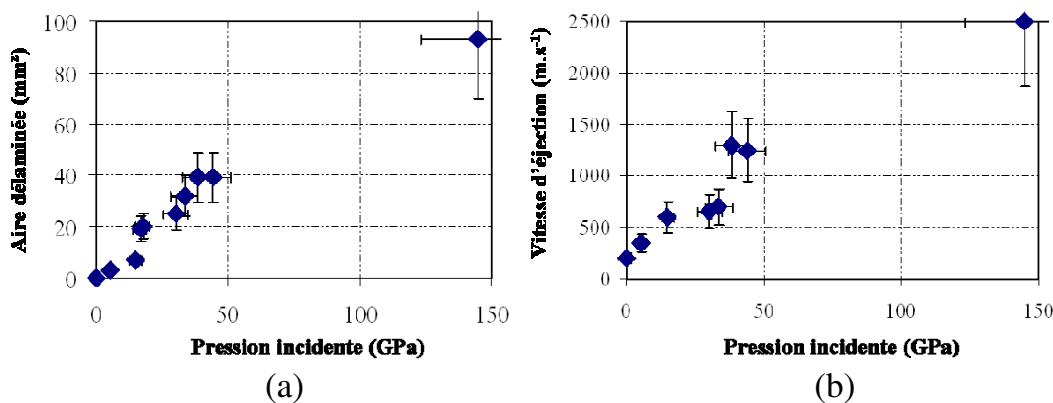 Aire délaminée (mm²)
100
80
60
40
20
0
0 50 100 150
Pression incidente (GPa)
(a)
Vitesse d'éjection (m.s⁻¹)
2500
2000
1500
1000
500
0
0 50 100 150
Pression incidente (GPa)
(b)